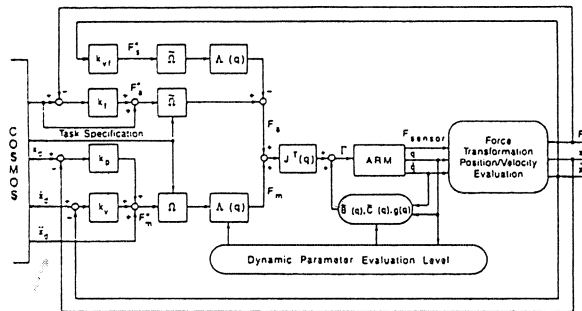 COSMOS
k_vf
F*_s
Ω̃
Λ (q)
k_f
F*_a
Ω̃
Task Specification
x_d
k_p
ẋ_d
k_v
F*_m
Ω
Λ (q)
ẍ_d
F_a
F_m
J^T(q)
Γ
ARM
F_sensor
q
q̇
Force
Transformation
Position/Velocity
Evaluation
F
B̃ (q), C̃ (q), g(q)
Dynamic Parameter Evaluation Level